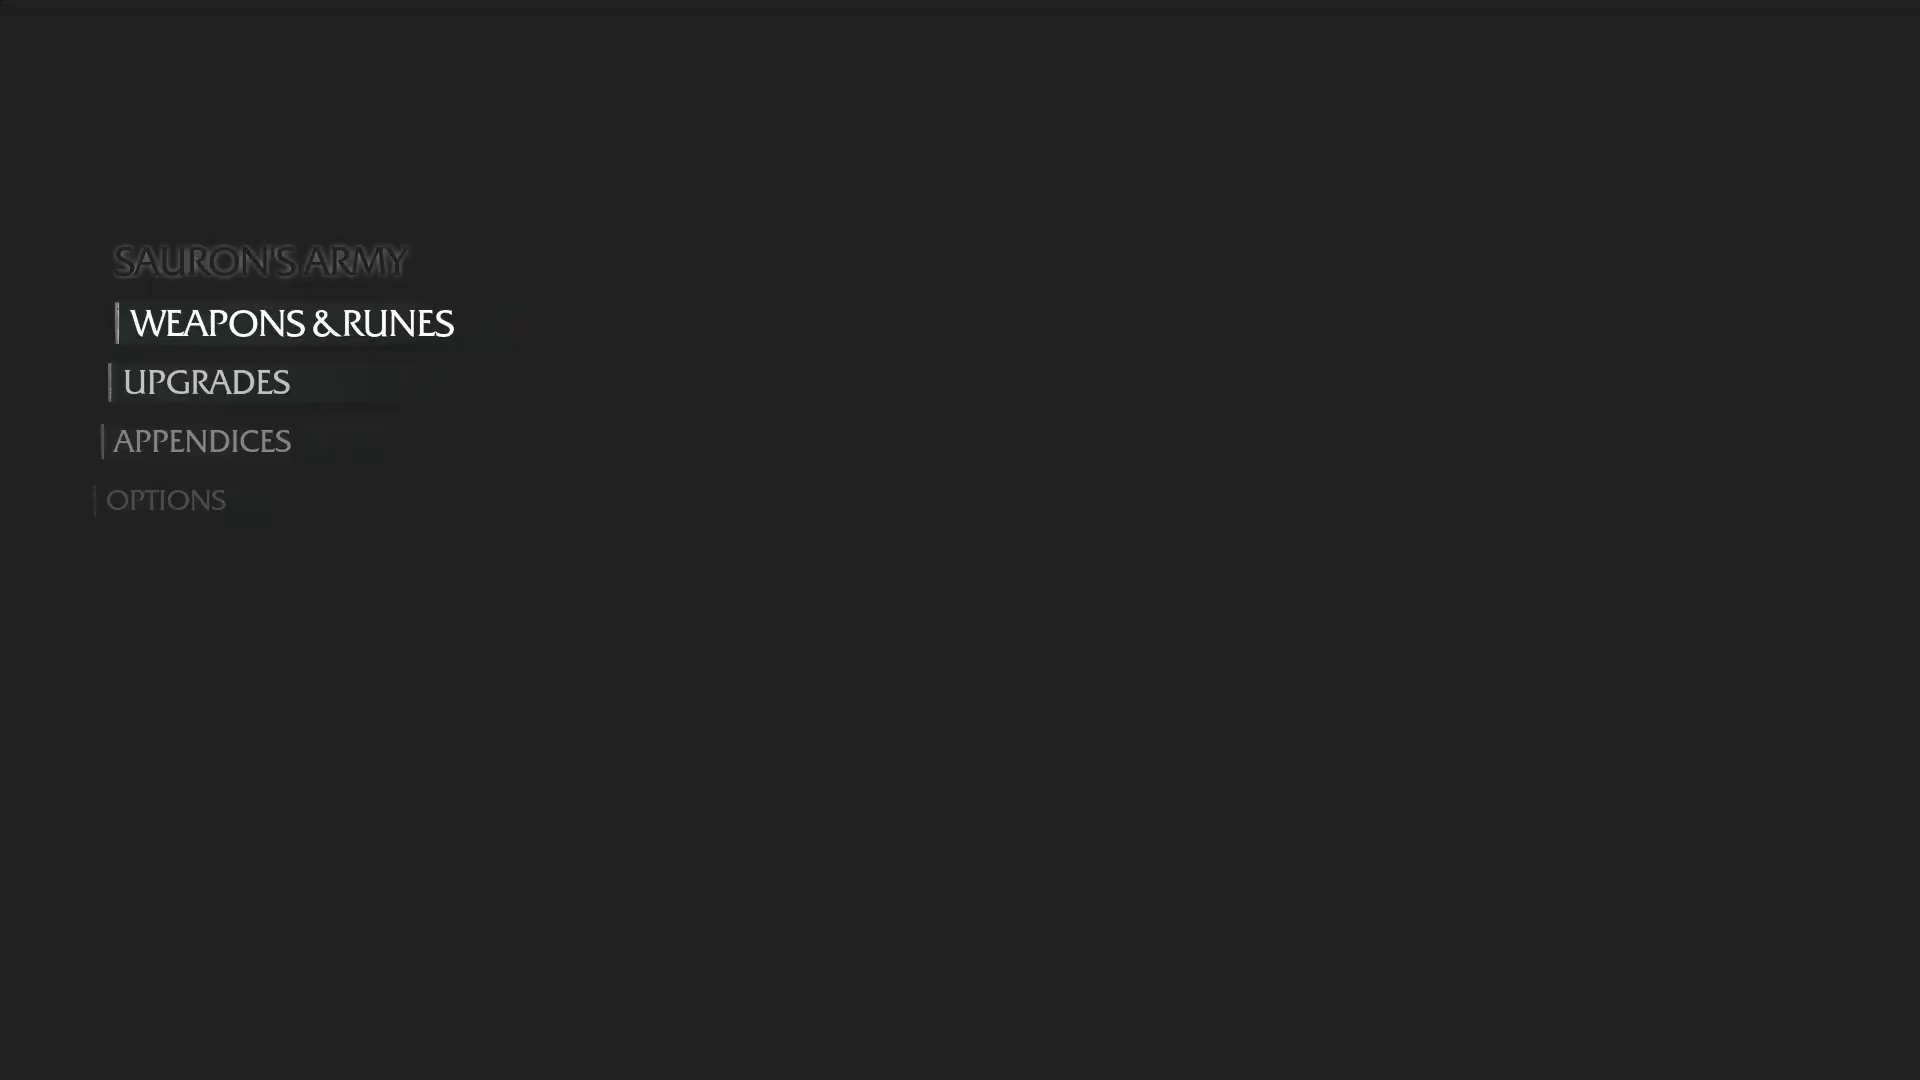 SAURON'S ARMY
WEAPONS & RUNES
UPGRADES
APPENDICES
OPTIONS